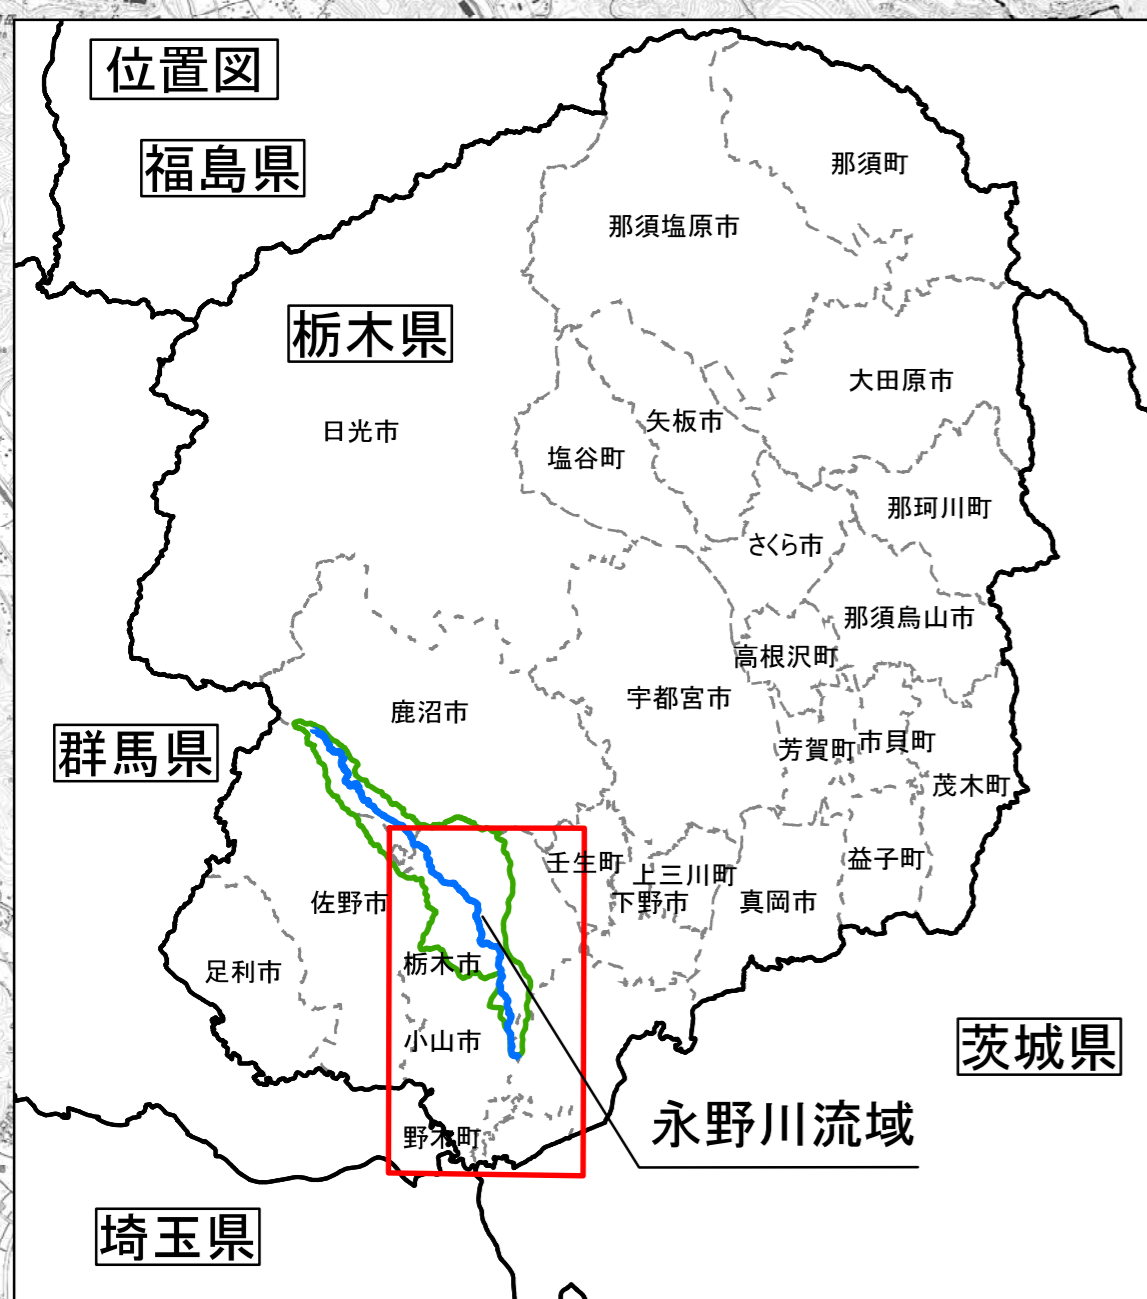 位置図
福島県
那須町
那須塩原市
栃木県
大田原市
日光市
矢板市
塩谷町
那珂川町
さくら市
那須烏山市
高根沢町
宇都宮市
鹿沼市
群馬県
芳賀町
市貝町
茂木町
壬生町
上三川町
益子町
佐野市
下野市
真岡市
栃木市
足利市
小山市
茨城県
永野川流域
野木町
埼玉県